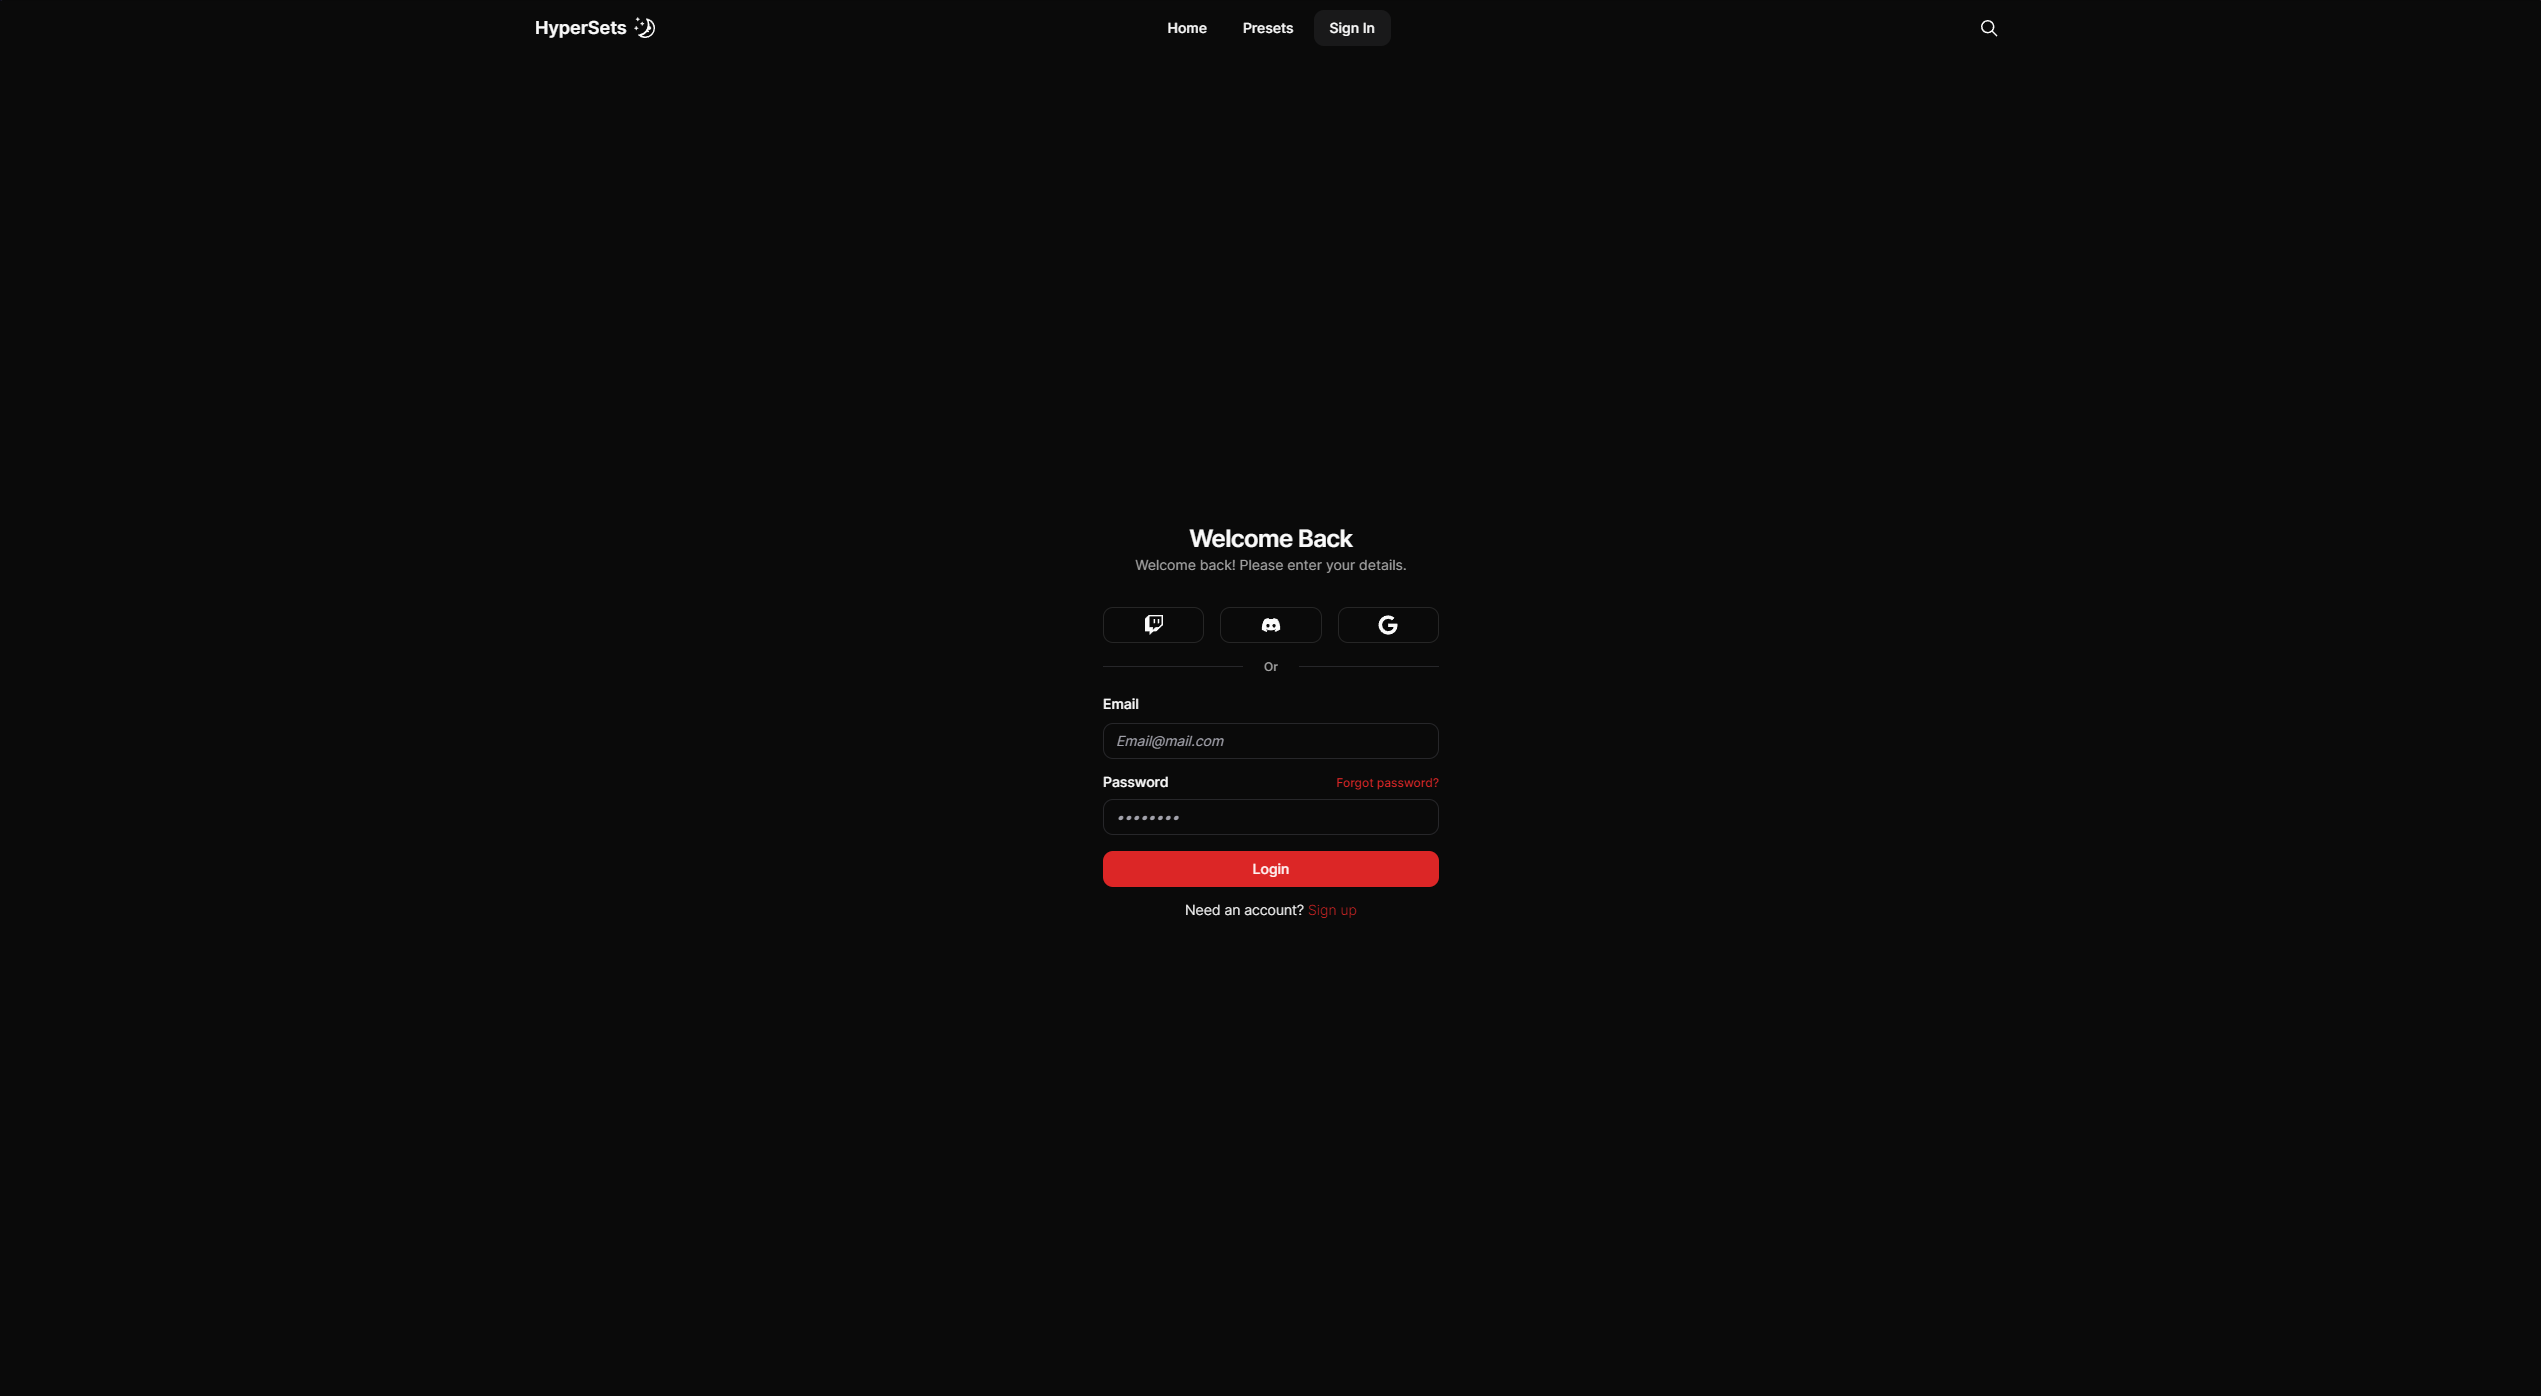 HyperSets
Home
Presets
Sign In
Welcome Back
Welcome back! Please enter your details.
Or
Email
Email@mail.com
Password
Forgot password?
Login
Need an account? Sign up